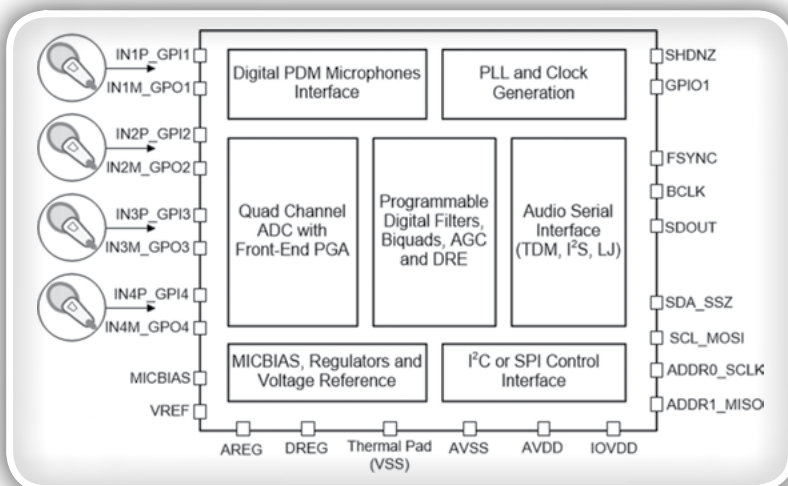 IN1P_GPI1
IN1M_GPO1
IN2P_GPI2
IN2M_GPO2
IN3P_GPI3
IN3M_GPO3
IN4P_GPI4
IN4M_GPO4
MICBIAS
VREF
Digital PDM Microphones
Interface
PLL and Clock
Generation
Quad Channel
ADC with
Front-End PGA
Programmable
Digital Filters,
Biquads, AGC
and DRE
Audio Serial
Interface
(TDM, I²S, LJ)
MICBIAS, Regulators and
Voltage Reference
I²C or SPI Control
Interface
SHDNZ
GPIO1
FSYNC
BCLK
SDOUT
SDA_SSZ
SCL_MOSI
ADDR0_SCLK
ADDR1_MISO
AREG
DREG
Thermal Pad
(VSS)
AVSS
AVDD
IOVDD